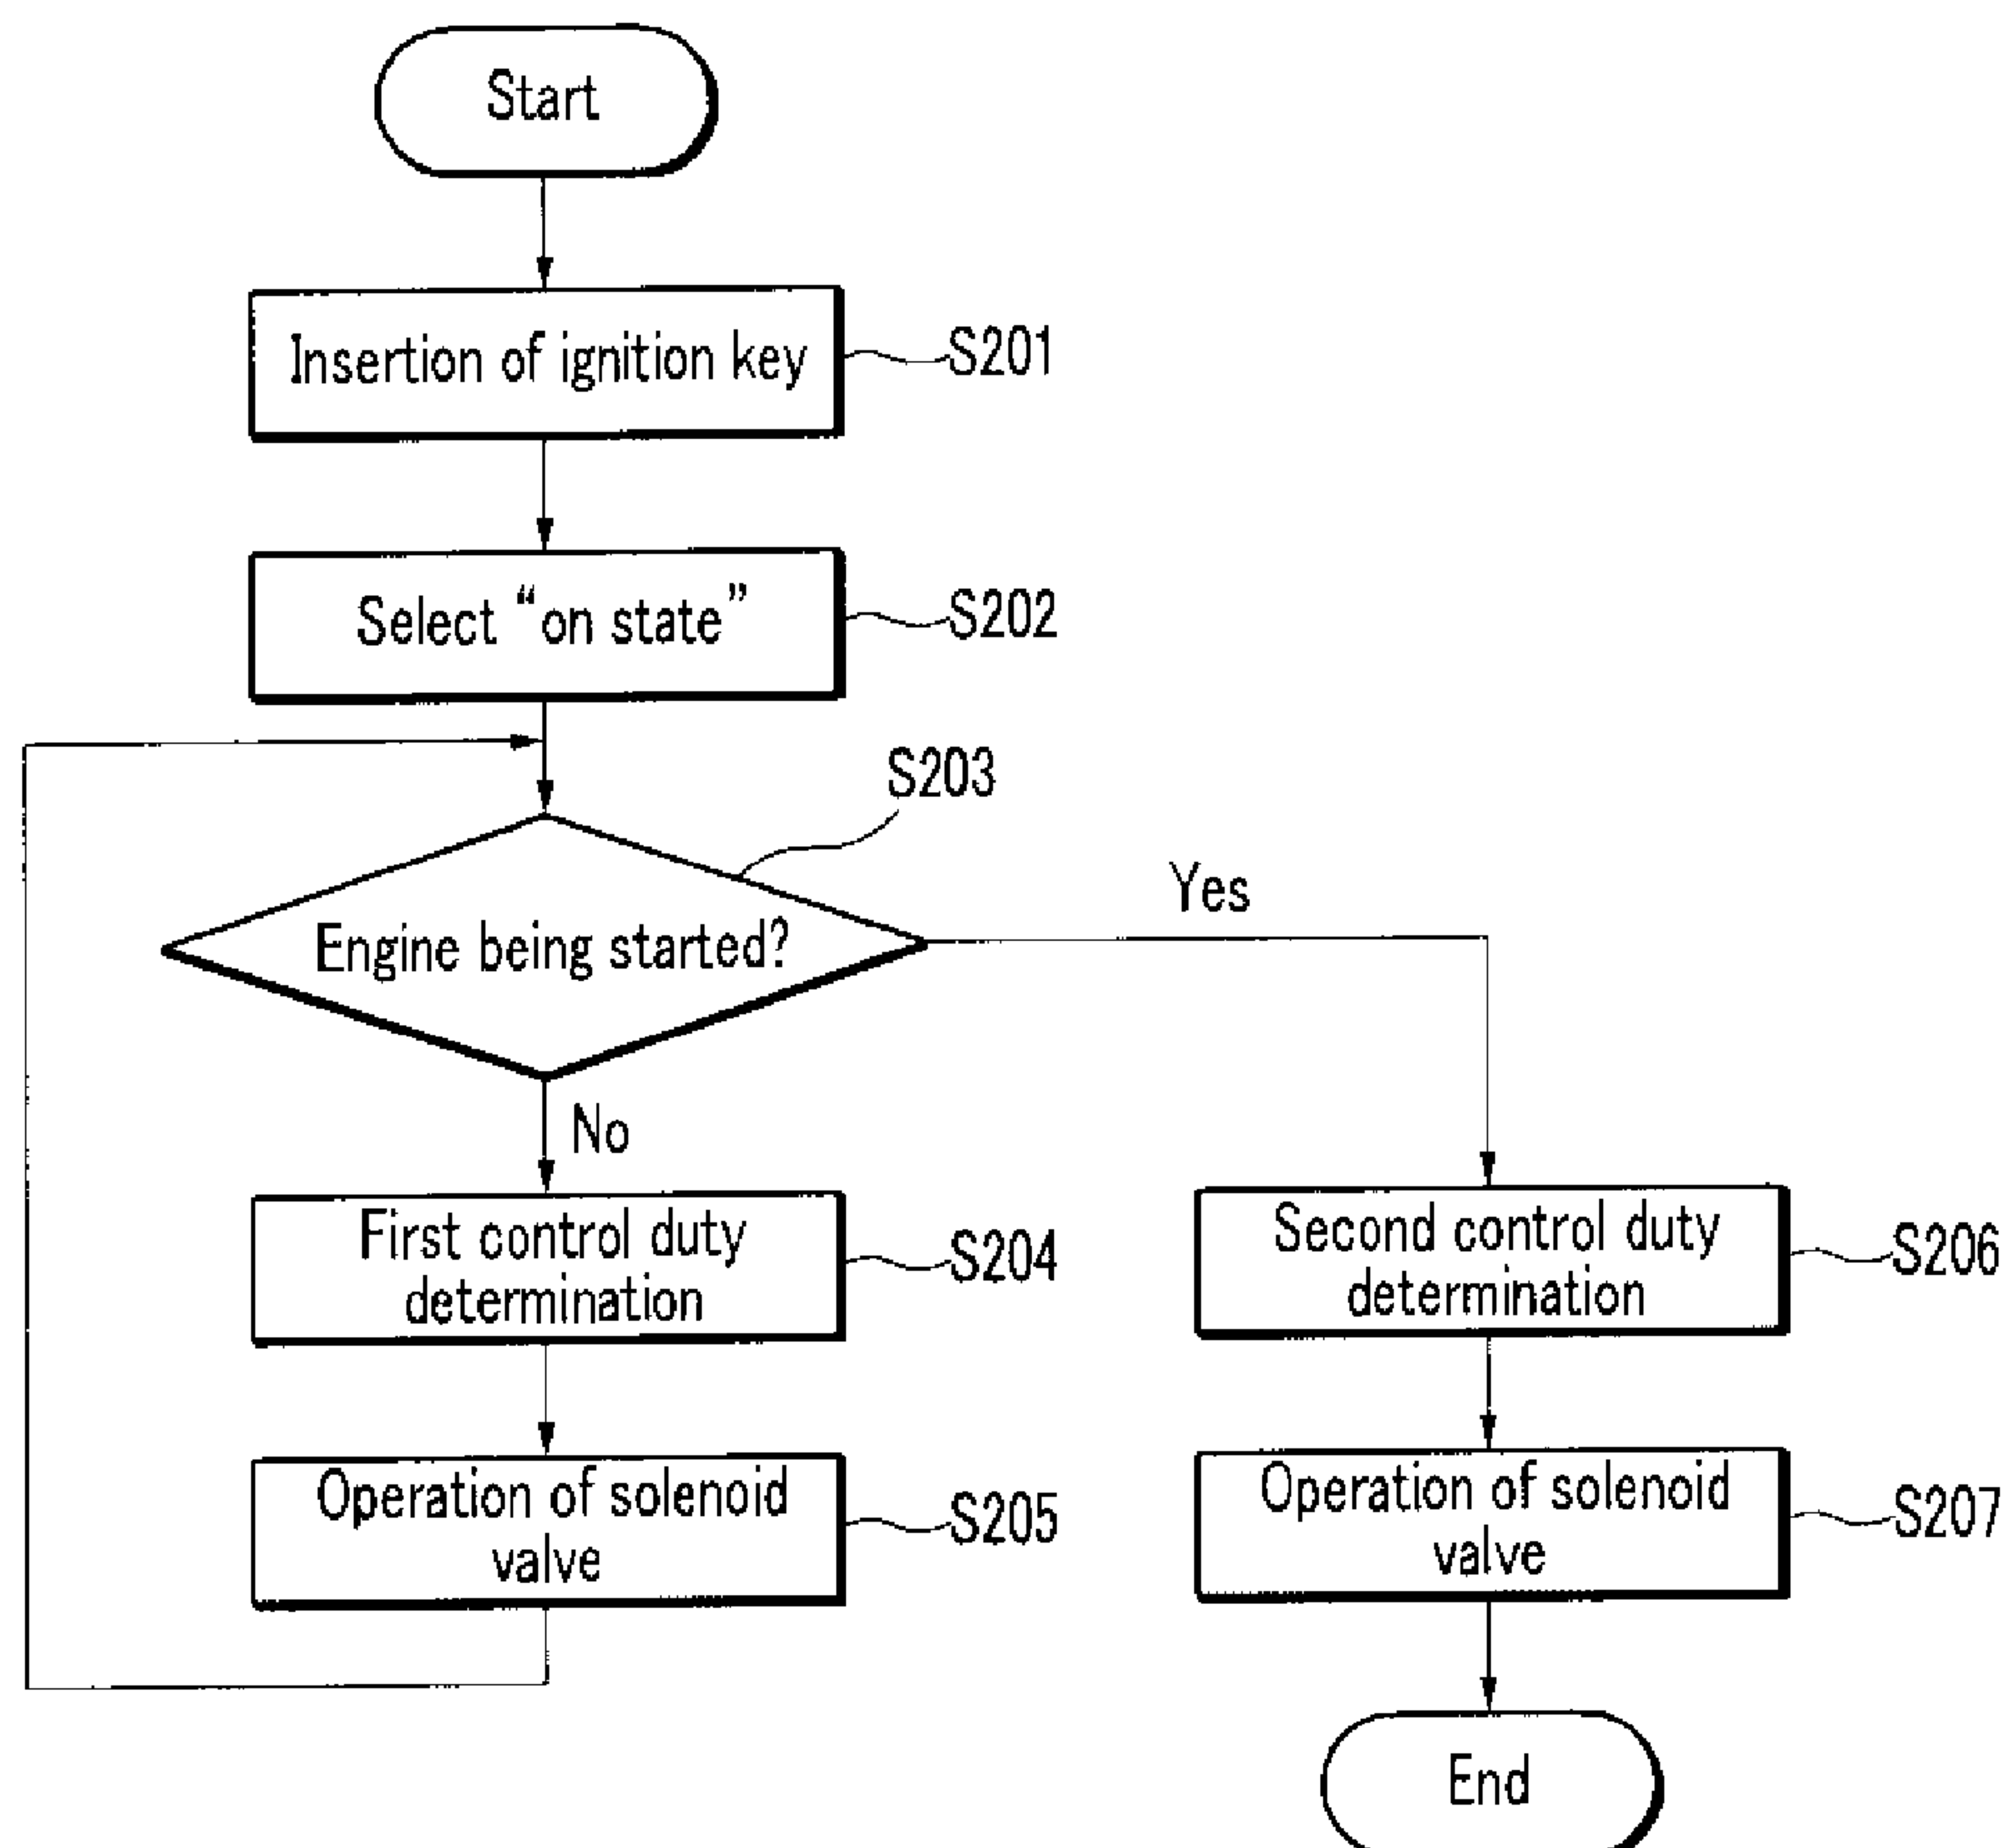 Start
Insertion of ignition key
S201
Select “on state”
S202
S203
Engine being started?
Yes
No
First control duty
determination
S204
Second control duty
determination
S206
Operation of solenoid
valve
S205
Operation of solenoid
valve
S207
End